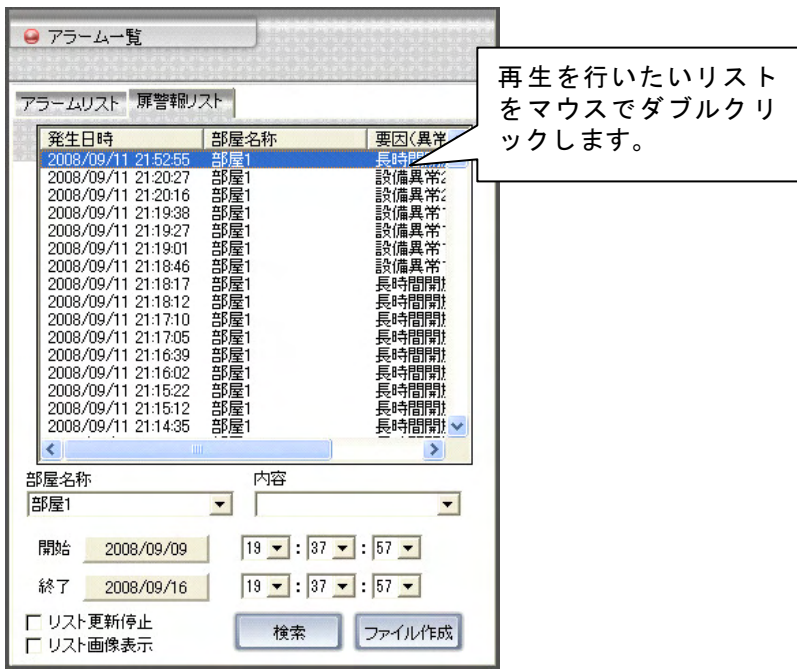 アラーム一覧
再生を行いたいリスト
をマウスでダブルクリ
ックします。
アラームリスト 扉警報リスト
発生日時 部屋名称 要因(異常
2008/09/11 21:52:55 部屋1 長時間
2008/09/11 21:20:27 部屋1 設備異常2
2008/09/11 21:20:16 部屋1 設備異常2
2008/09/11 21:19:38 部屋1 設備異常
2008/09/11 21:19:27 部屋1 設備異常
2008/09/11 21:19:01 部屋1 設備異常
2008/09/11 21:18:46 部屋1 設備異常
2008/09/11 21:18:17 部屋1 長時間開
2008/09/11 21:18:12 部屋1 長時間開
2008/09/11 21:17:10 部屋1 長時間開
2008/09/11 21:17:05 部屋1 長時間開
2008/09/11 21:16:39 部屋1 長時間開
2008/09/11 21:16:02 部屋1 長時間開
2008/09/11 21:15:22 部屋1 長時間開
2008/09/11 21:15:12 部屋1 長時間開
2008/09/11 21:14:35 部屋1 長時間開
部屋名称 内容
部屋1
開始 2008/09/09 19 : 37 : 57
終了 2008/09/16 19 : 37 : 57
リスト更新停止
リスト画像表示
検索 ファイル作成